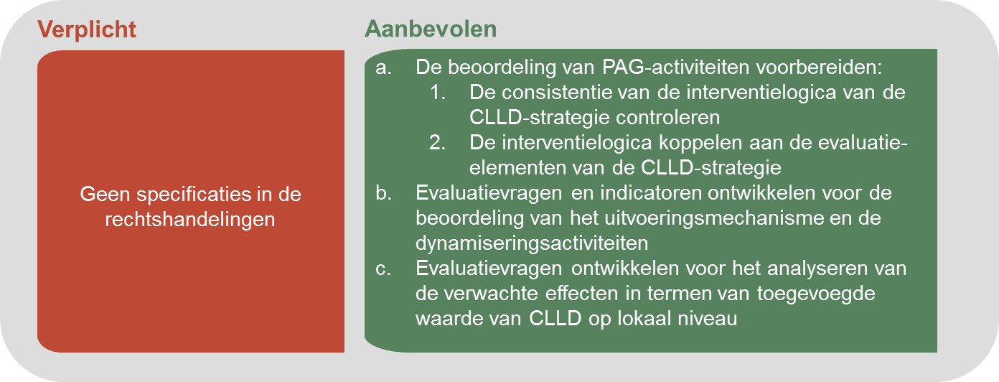 Verplicht
Geen specificaties in de
rechtshandelingen
Aanbevolen
a. De beoordeling van PAG-activiteiten voorbereiden:
1. De consistentie van de interventielogica van de
CLLD-strategie controleren
2. De interventielogica koppelen aan de evaluatie-
elementen van de CLLD-strategie
b. Evaluatievragen en indicatoren ontwikkelen voor de
beoordeling van het uitvoeringsmechanisme en de
dynamiseringsactiviteiten
c. Evaluatievragen ontwikkelen voor het analyseren van
de verwachte effecten in termen van toegevoegde
waarde van CLLD op lokaal niveau